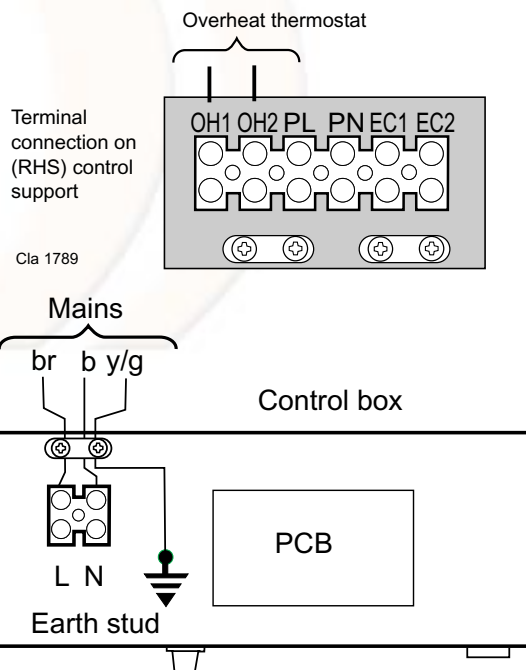 Overheat thermostat
OH1 OH2 PL PN EC1 EC2
Terminal
connection on
(RHS) control
support
Cla 1789
Mains
br b y/g
Control box
PCB
L N
Earth stud